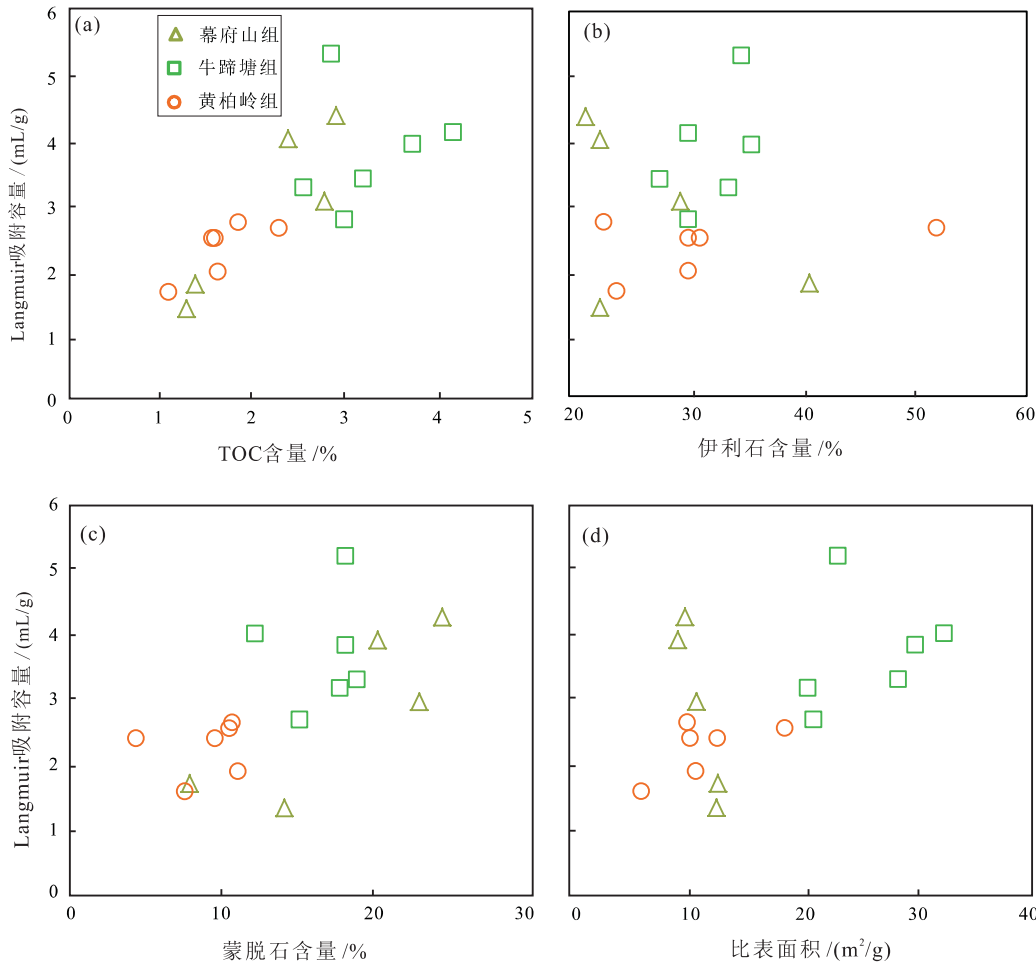 (a)
幕府山组
牛蹄塘组
黄柏岭组
6
5
4
3
2
1
0
Langmuir吸附容量/(mL/g)
0 1 2 3 4 5
TOC含量/%
(b)
20 30 40 50 60
伊利石含量/%
(c)
6
5
4
3
2
1
0
Langmuir吸附容量/(mL/g)
0 10 20 30
蒙脱石含量/%
(d)
0 10 20 30 40
比表面积/(m²/g)